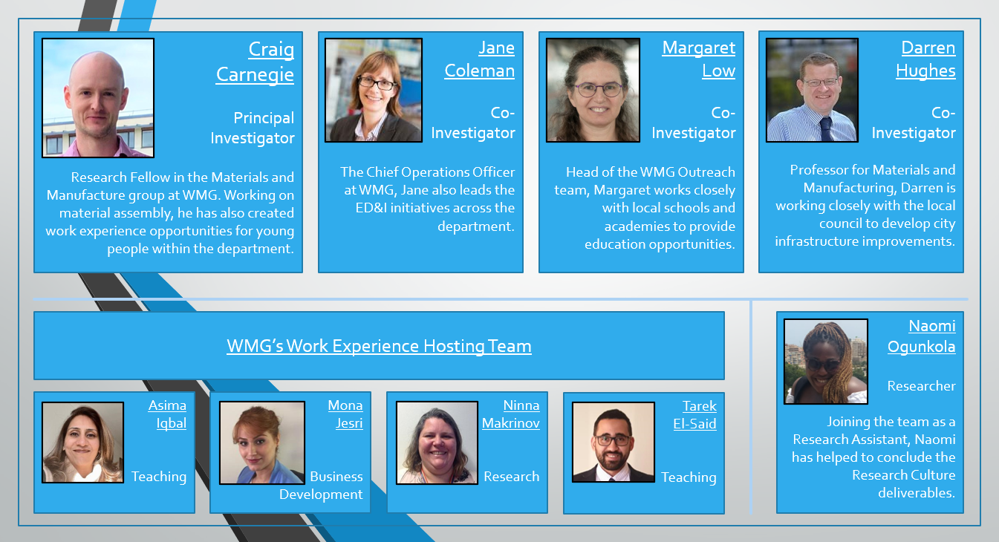 Craig
Carnegie
Principal
Investigator
Research Fellow in the Materials and
Manufacture group at WMG. Working on
material assembly, he has also created
work experience opportunities for young
people within the department.
Jane
Coleman
Co-
Investigator
The Chief Operations Officer
at WMG, Jane also leads the
ED&I initiatives across the
department.
Margaret
Low
Co-
Investigator
Head of the WMG Outreach
team, Margaret works closely
with local schools and
academies to provide
education opportunities.
Darren
Hughes
Co-
Investigator
Professor for Materials and
Manufacturing, Darren is
working closely with the local
council to develop city
infrastructure improvements.
WMG’s Work Experience Hosting Team
Asima
Iqbal
Teaching
Mona
Jesri
Business
Development
Ninna
Makrinov
Research
Tarek
El-Said
Teaching
Naomi
Ogunkola
Researcher
Joining the team as a
Research Assistant, Naomi
has helped to conclude the
Research Culture
deliverables.